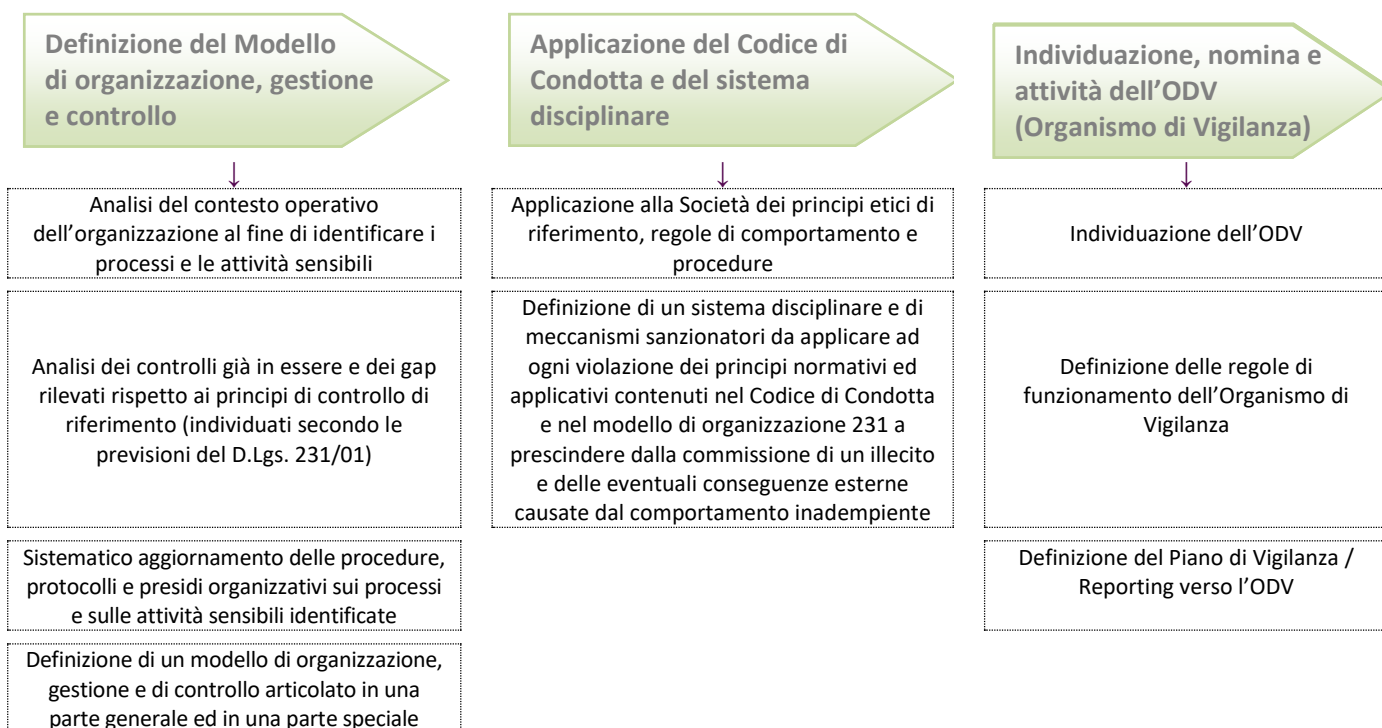 Definizione del Modello
di organizzazione, gestione
e controllo
↓
Analisi del contesto operativo
dell’organizzazione al fine di identificare i
processi e le attività sensibili
Analisi dei controlli già in essere e dei gap
rilevati rispetto ai principi di controllo di
riferimento (individuati secondo le
previsioni del D.Lgs. 231/01)
Sistematico aggiornamento delle procedure,
protocolli e presidi organizzativi sui processi
e sulle attività sensibili identificate
Definizione di un modello di organizzazione,
gestione e di controllo articolato in una
parte generale ed in una parte speciale
Applicazione del Codice di
Condotta e del sistema
disciplinare
↓
Applicazione alla Società dei principi etici di
riferimento, regole di comportamento e
procedure
Definizione di un sistema disciplinare e di
meccanismi sanzionatori da applicare ad
ogni violazione dei principi normativi ed
applicativi contenuti nel Codice di Condotta
e nel modello di organizzazione 231 a
prescindere dalla commissione di un illecito
e delle eventuali conseguenze esterne
causate dal comportamento inadempiente
Individuazione, nomina e
attività dell’ODV
(Organismo di Vigilanza)
↓
Individuazione dell’ODV
Definizione delle regole di
funzionamento dell’Organismo di
Vigilanza
Definizione del Piano di Vigilanza /
Reporting verso l’ODV